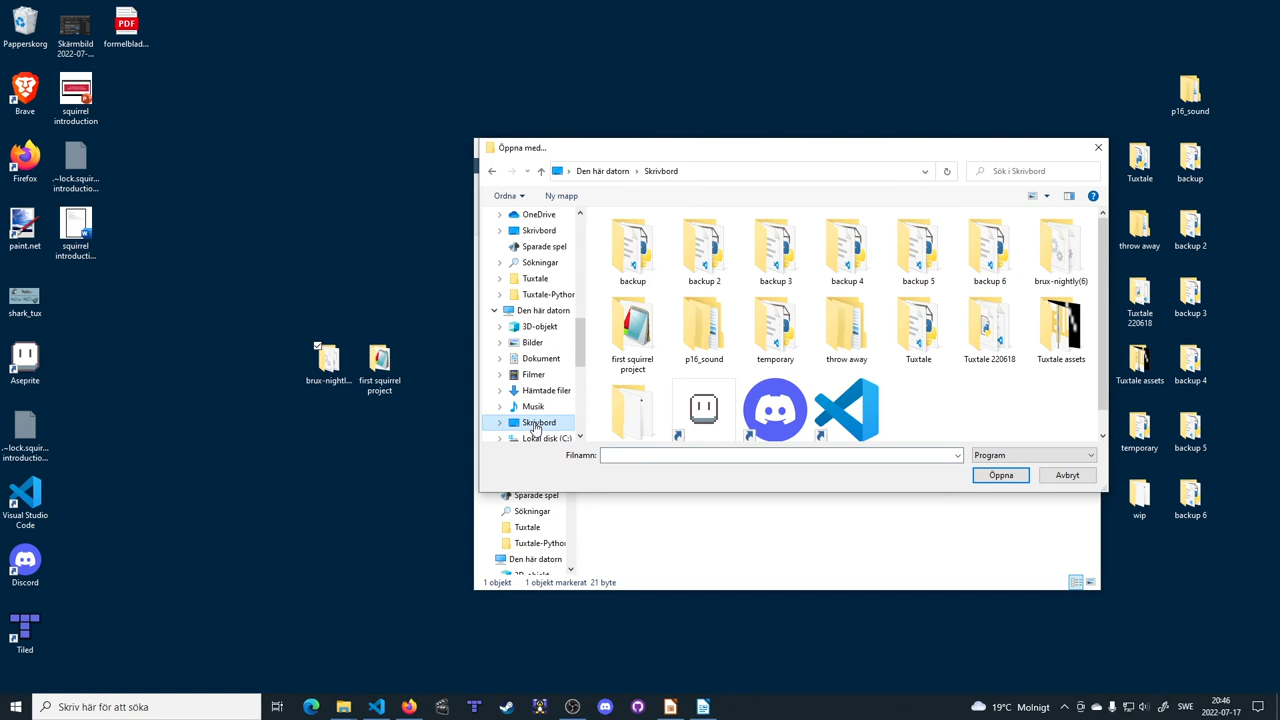 Papperskorg
Skärmbild
2022-07-...
PDF
formelblad...
Brave
squirrel
introduction
Firefox
.~lock.squir...
introductio...
paint.net
squirrel
introducti...
shark_tux
Aseprite
.~lock.squir...
introductio...
Visual Studio
Code
Discord
Tiled
brux-nightl...
first squirrel
project
Öppna med...
Den här datorn
Skrivbord
Sök i Skrivbord
Ordna
Ny mapp
OneDrive
Skrivbord
Sparade spel
Sökningar
Tuxtale
Tuxtale-Python
Den här datorn
3D-objekt
Bilder
Dokument
Filmer
Hämtade filer
Musik
Skrivbord
Lokal disk (C:)
backup
backup 2
backup 3
backup 4
backup 5
backup 6
brux-nightly(6)
first squirrel
project
p16_sound
temporary
throw away
Tuxtale
Tuxtale 220618
Tuxtale assets
Filnamn:
Program
Öppna
Avbryt
Sparade spel
Sökningar
Tuxtale
Tuxtale-Python
Den här datorn
3D-objekt
1 objekt
1 objekt markerat 21 byte
p16_sound
Tuxtale
backup
throw away
backup 2
Tuxtale
220618
backup 3
Tuxtale assets
backup 4
temporary
backup 5
wip
backup 6
Skriv här för att söka
19°C Molnigt
SWE
20:46
2022-07-17